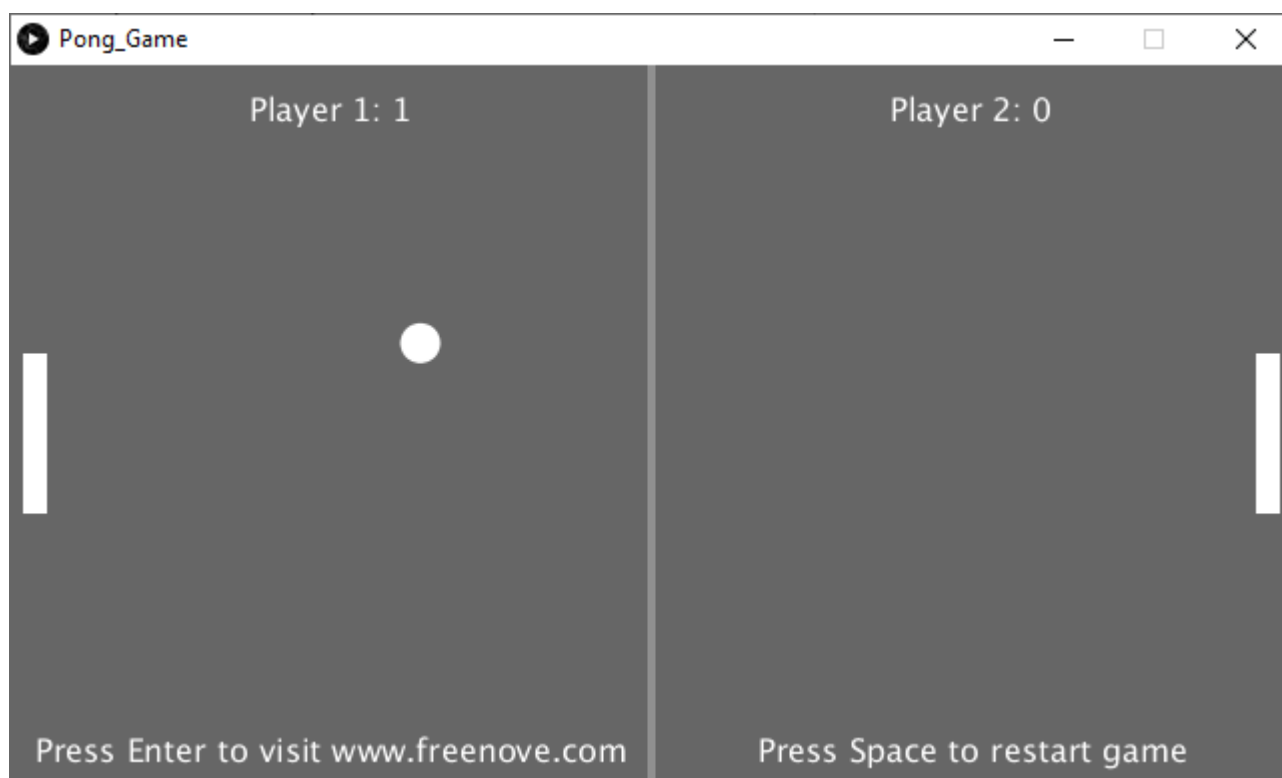 Pong_Game
Player 1: 1
Player 2: 0
Press Enter to visit www.freenove.com
Press Space to restart game